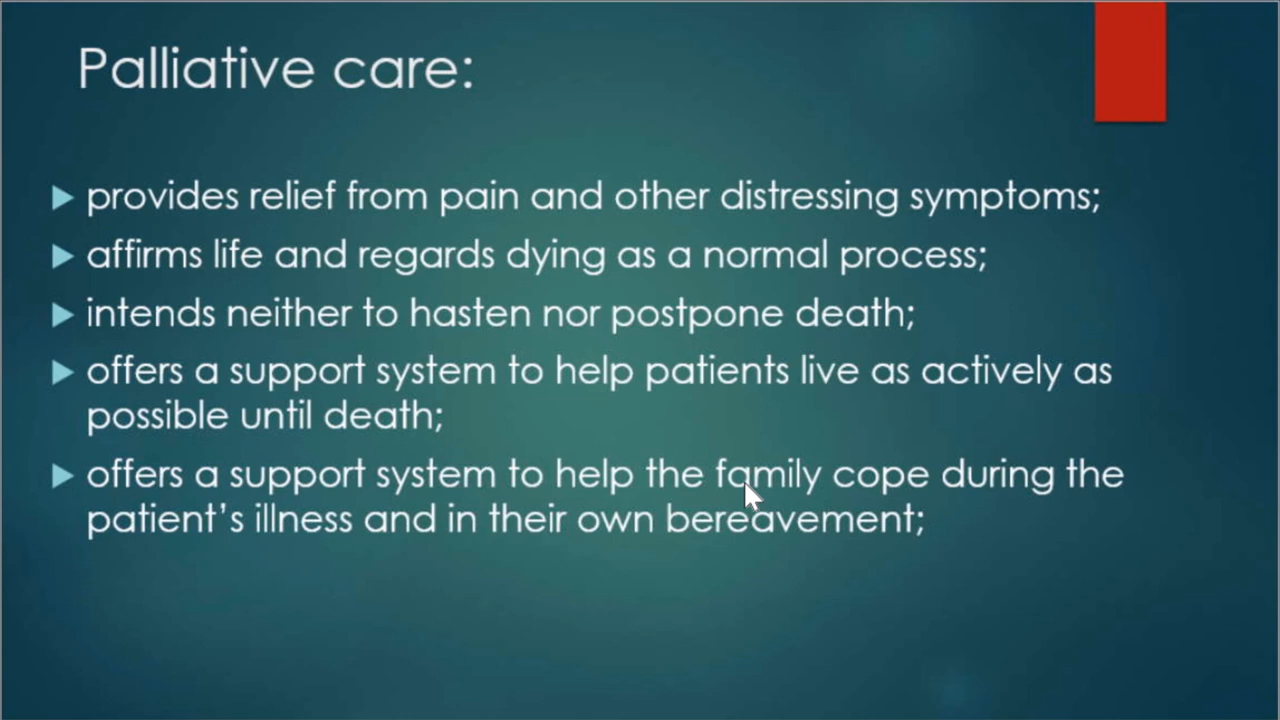 Palliative care:
provides relief from pain and other distressing symptoms;
affirms life and regards dying as a normal process;
intends neither to hasten nor postpone death;
offers a support system to help patients live as actively as
possible until death;
offers a support system to help the family cope during the
patient’s illness and in their own bereavement;